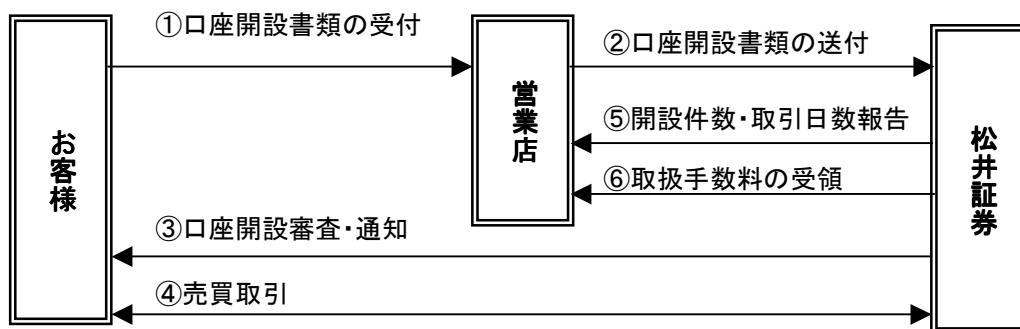 ①口座開設書類の受付
②口座開設書類の送付
営業店
⑤開設件数・取引日数報告
お客様
松井証券
⑥取扱手数料の受領
③口座開設審査・通知
④売買取引